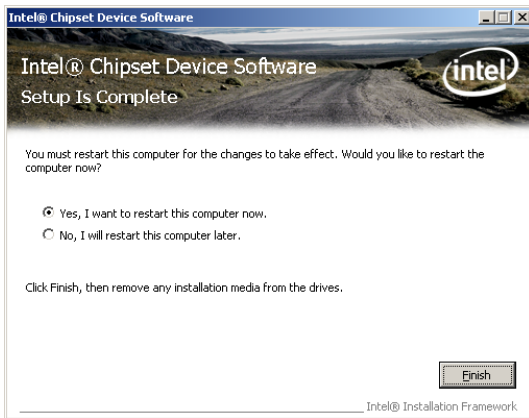 Intel® Chipset Device Software
Intel® Chipset Device Software
intel
Setup Is Complete
You must restart this computer for the changes to take effect. Would you like to restart the
computer now?
Yes, I want to restart this computer now.
No, I will restart this computer later.
Click Finish, then remove any installation media from the drives.
Finish
Intel® Installation Framework